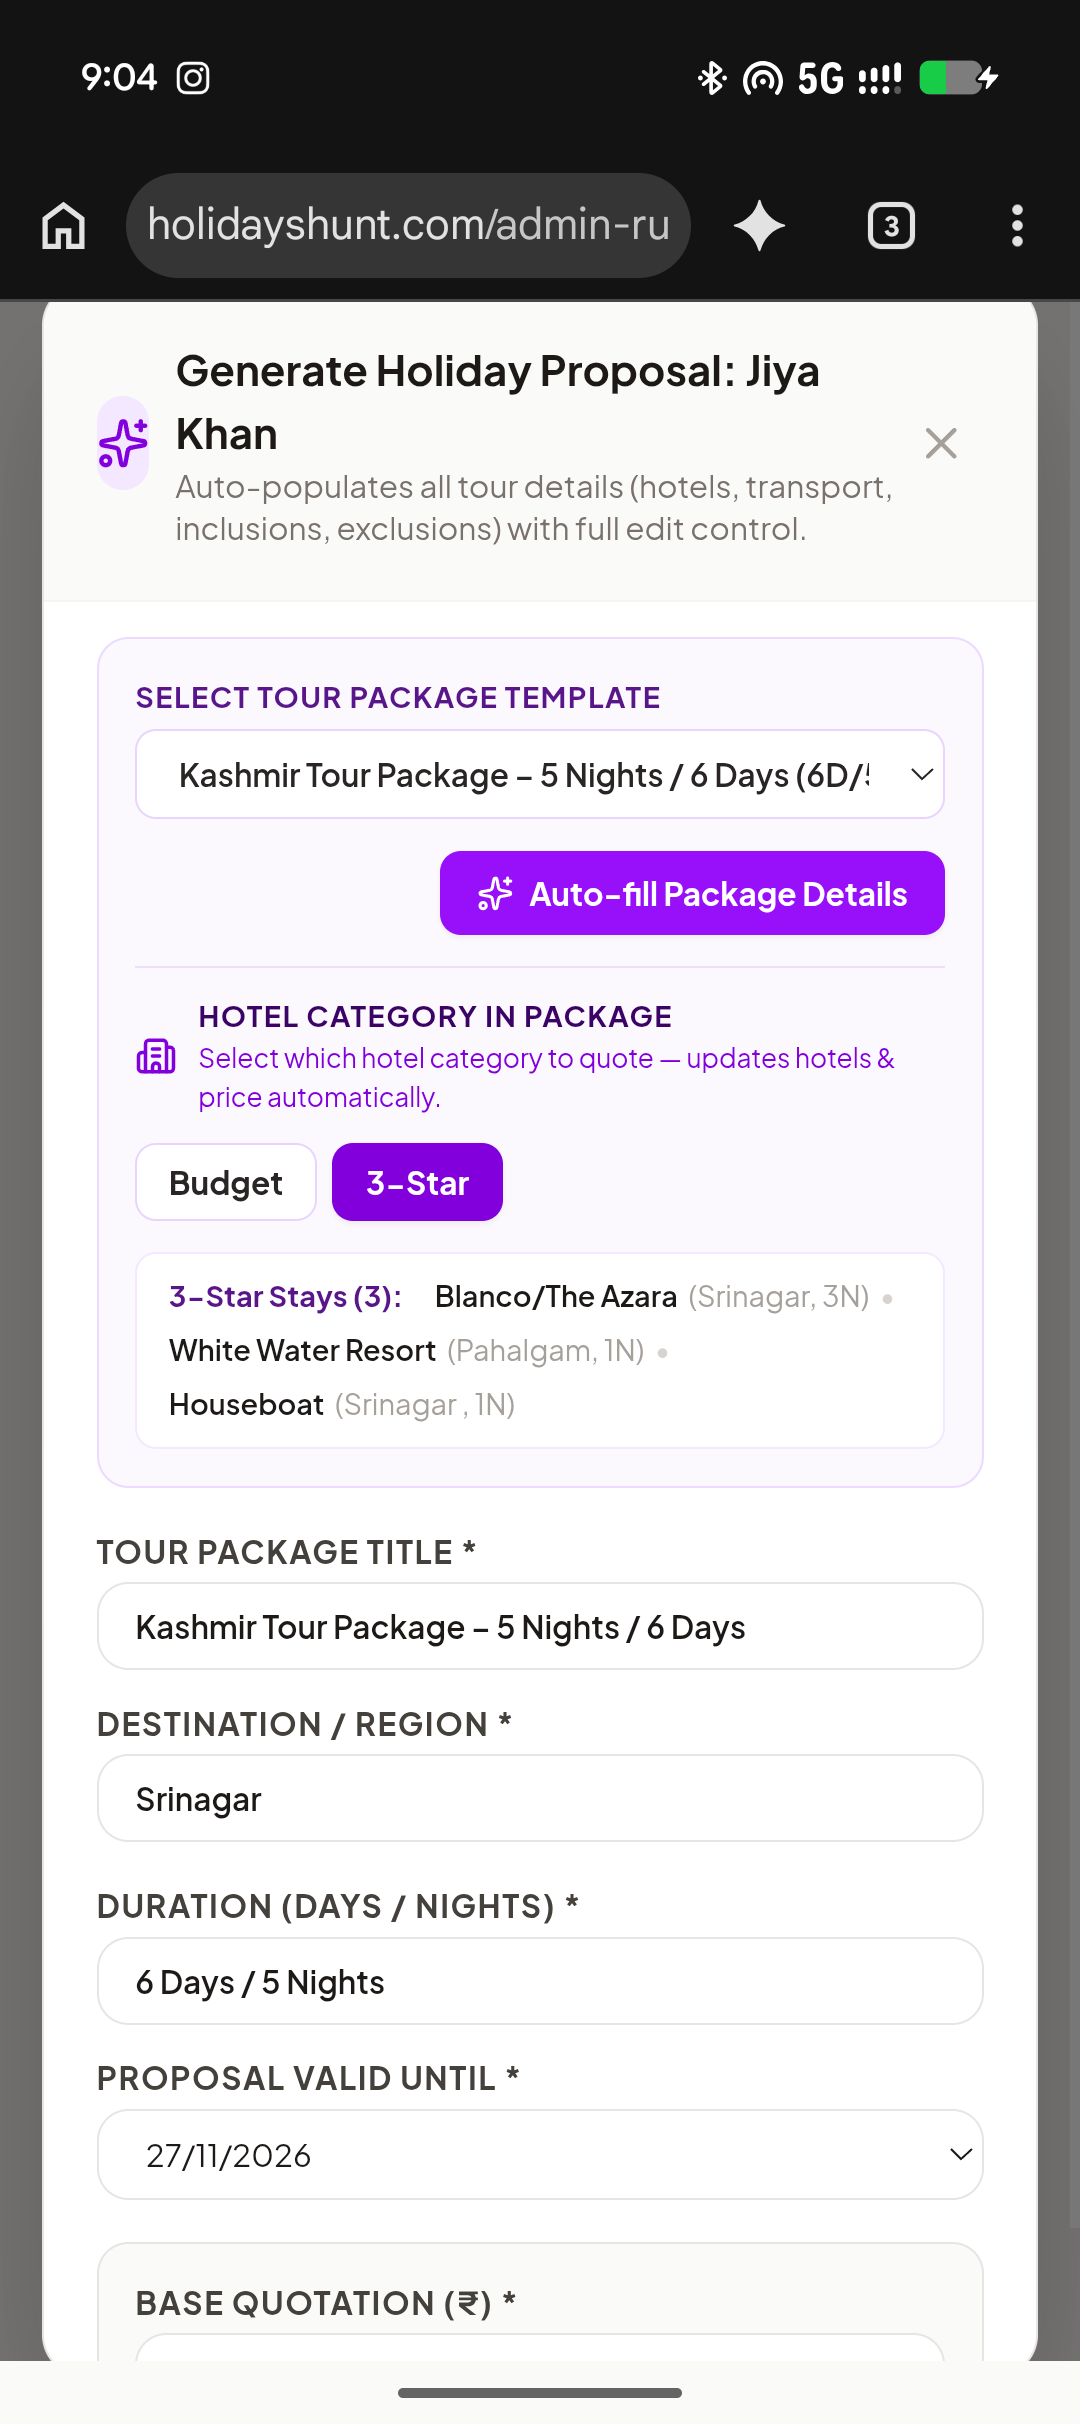 9:04
5G
holidayshunt.com/admin-ru
3
Generate Holiday Proposal: Jiya
Khan
Auto-populates all tour details (hotels, transport,
inclusions, exclusions) with full edit control.
SELECT TOUR PACKAGE TEMPLATE
Kashmir Tour Package – 5 Nights / 6 Days (6D/5
Auto-fill Package Details
HOTEL CATEGORY IN PACKAGE
Select which hotel category to quote — updates hotels &
price automatically.
Budget
3-Star
3-Star Stays (3): Blanco/The Azara (Srinagar, 3N) •
White Water Resort (Pahalgam, 1N) •
Houseboat (Srinagar , 1N)
TOUR PACKAGE TITLE *
Kashmir Tour Package – 5 Nights / 6 Days
DESTINATION / REGION *
Srinagar
DURATION (DAYS / NIGHTS) *
6 Days / 5 Nights
PROPOSAL VALID UNTIL *
27/11/2026
BASE QUOTATION (₹) *